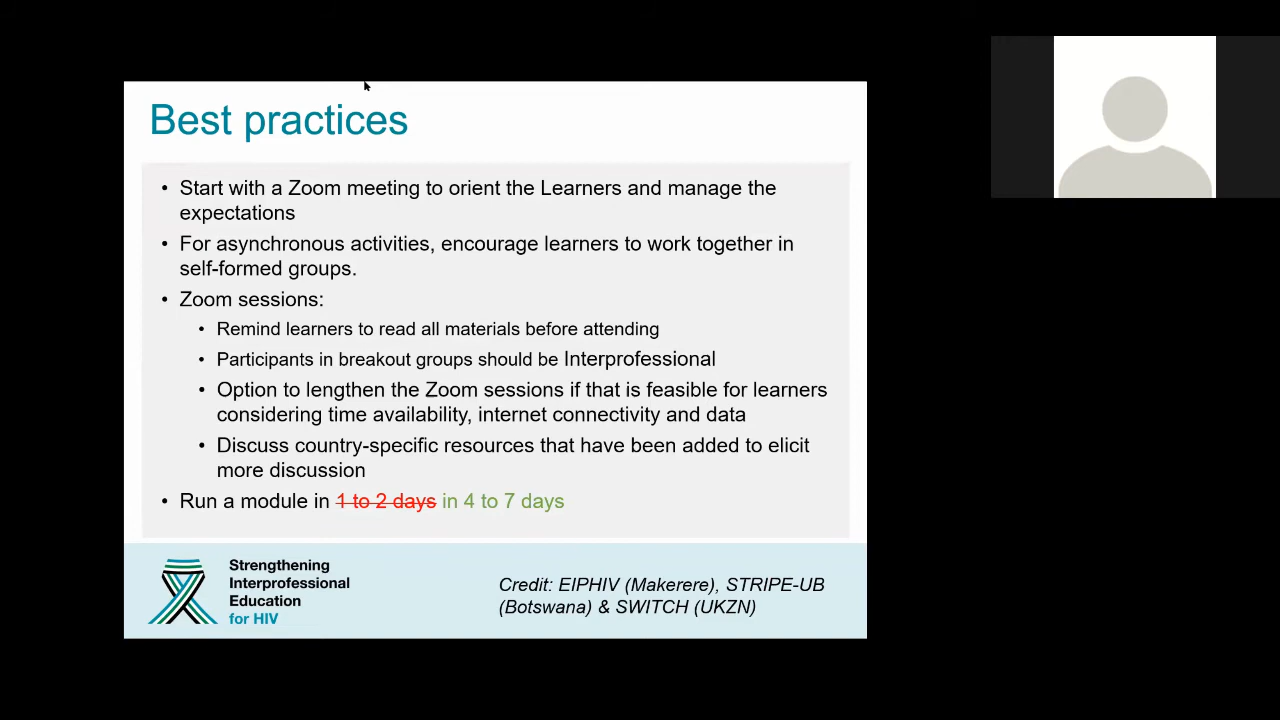 Best practices
• Start with a Zoom meeting to orient the Learners and manage the
expectations
• For asynchronous activities, encourage learners to work together in
self-formed groups.
• Zoom sessions:
• Remind learners to read all materials before attending
• Participants in breakout groups should be Interprofessional
• Option to lengthen the Zoom sessions if that is feasible for learners
considering time availability, internet connectivity and data
• Discuss country-specific resources that have been added to elicit
more discussion
• Run a module in 1 to 2 days in 4 to 7 days
Strengthening
Interprofessional
Education
for HIV
Credit: EIPHIV (Makerere), STRIPE-UB
(Botswana) & SWITCH (UKZN)